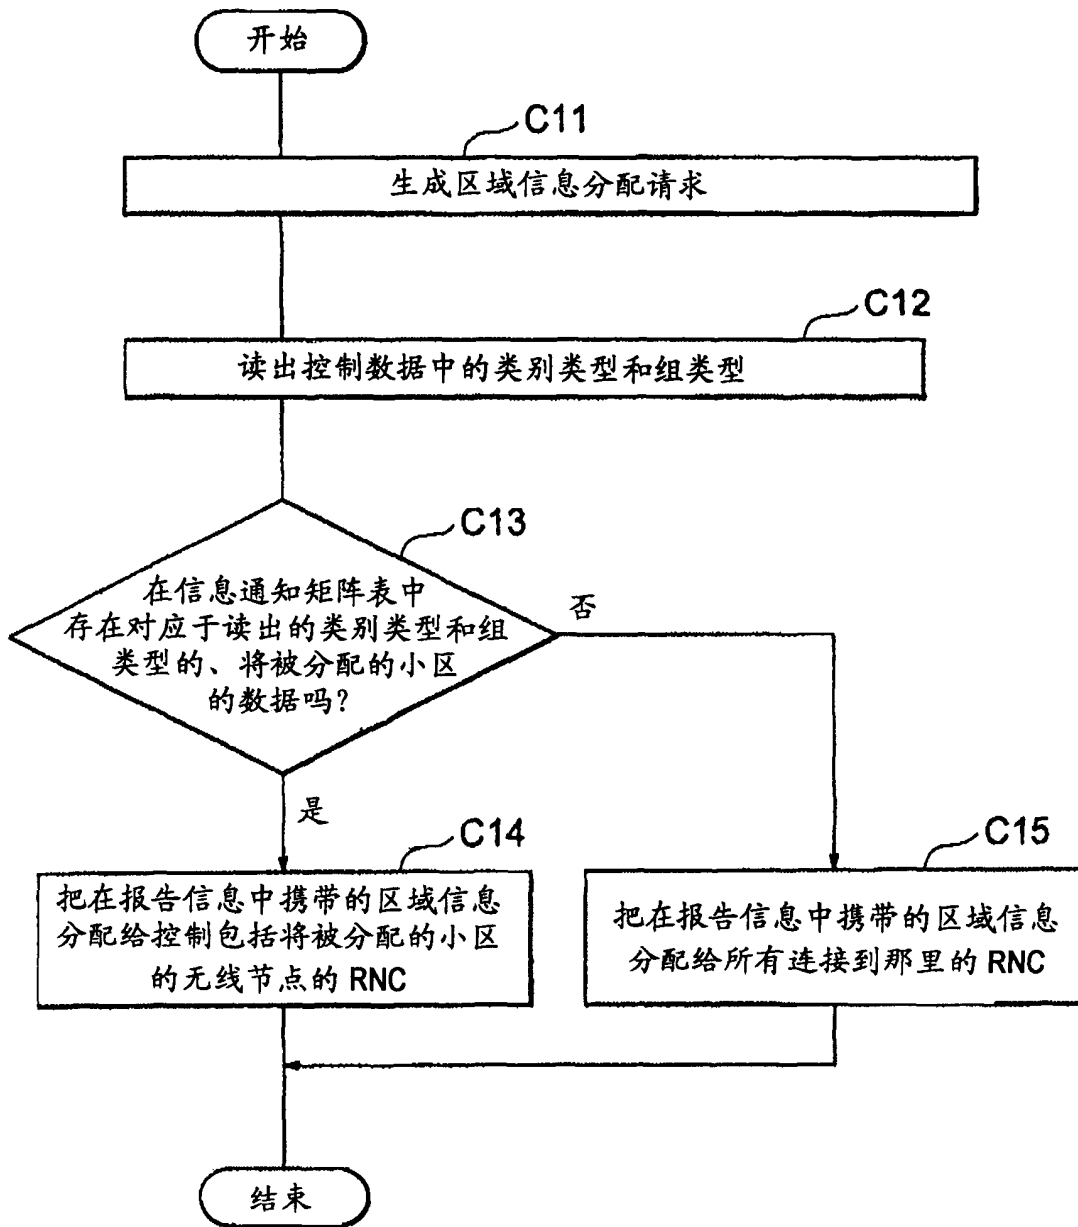 开始
C11
生成区域信息分配请求
C12
读出控制数据中的类别类型和组类型
C13
在信息通知矩阵表中
存在对应于读出的类别类型和组
类型的、将被分配的小区
的数据吗?
否
是
C14
把在报告信息中携带的区域信息
分配给控制包括将被分配的小区
的无线节点的 RNC
C15
把在报告信息中携带的区域信息
分配给所有连接到那里的 RNC
结束